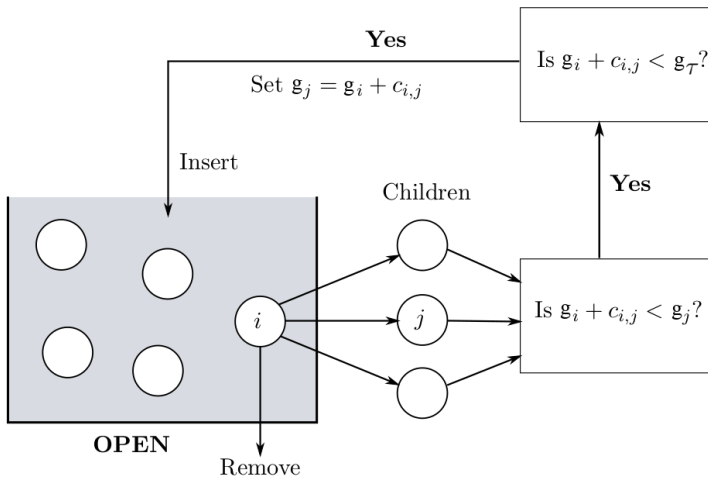 Yes
Is g_i + c_{i,j} < g_τ?
Set g_j = g_i + c_{i,j}
Insert
Children
Yes
i
j
Is g_i + c_{i,j} < g_j?
OPEN
Remove